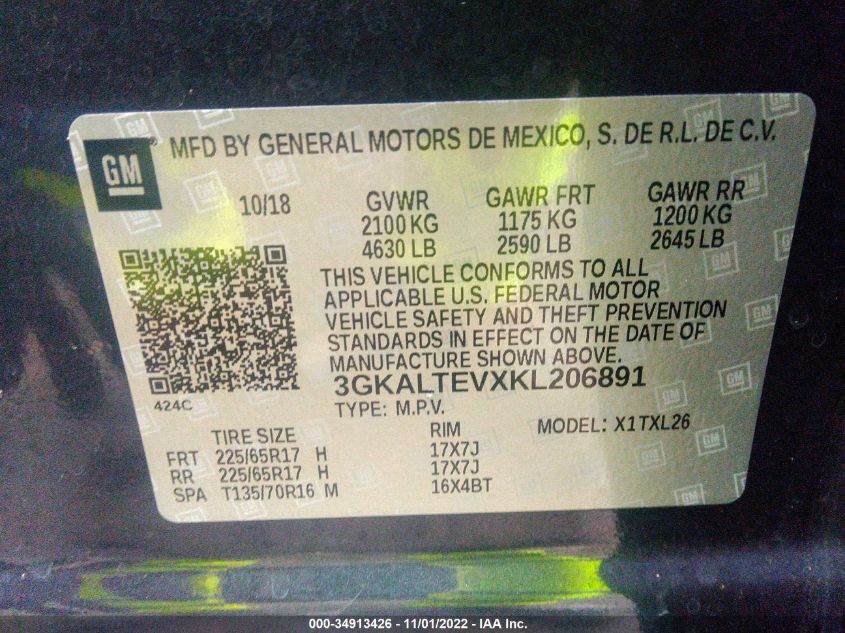 GM
MFD BY GENERAL MOTORS DE MEXICO, S. DE R.L. DE C.V.
10/18 GVWR GAWR FRT GAWR RR
2100 KG 1175 KG 1200 KG
4630 LB 2590 LB 2645 LB
THIS VEHICLE CONFORMS TO ALL
APPLICABLE U.S. FEDERAL MOTOR
VEHICLE SAFETY AND THEFT PREVENTION
STANDARDS IN EFFECT ON THE DATE OF
MANUFACTURE SHOWN ABOVE.
3GKALTEVXKL206891
424C
TYPE: M.P.V. MODEL: X1TXL26
TIRE SIZE RIM
FRT 225/65R17 H 17X7J
RR 225/65R17 H 17X7J
SPA T135/70R16 M 16X4BT
000-34913426 - 11/01/2022 - IAA Inc.